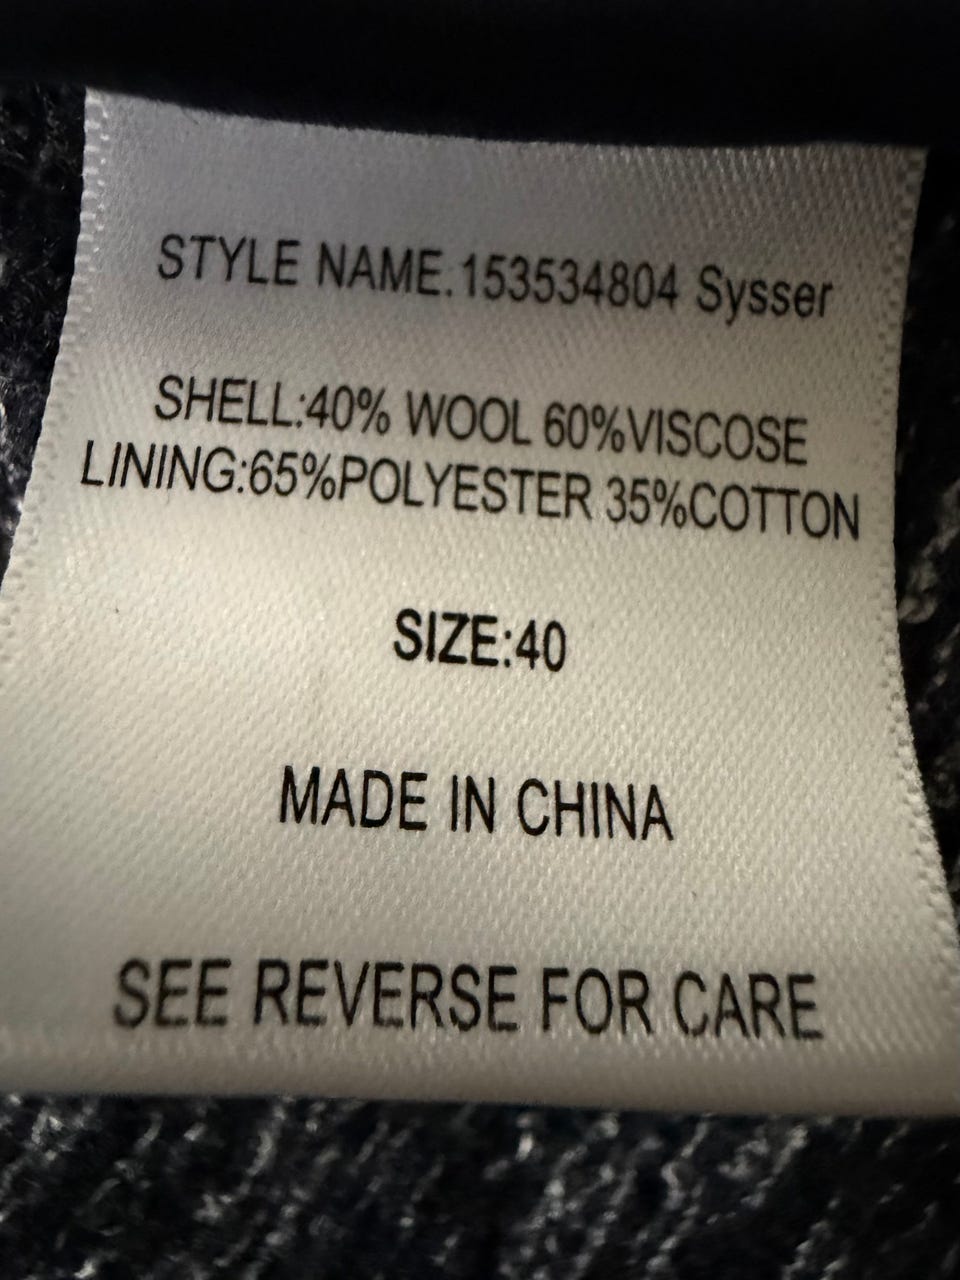 STYLE NAME.153534804 Sysser
SHELL:40% WOOL 60%VISCOSE
LINING:65%POLYESTER 35%COTTON
SIZE:40
MADE IN CHINA
SEE REVERSE FOR CARE